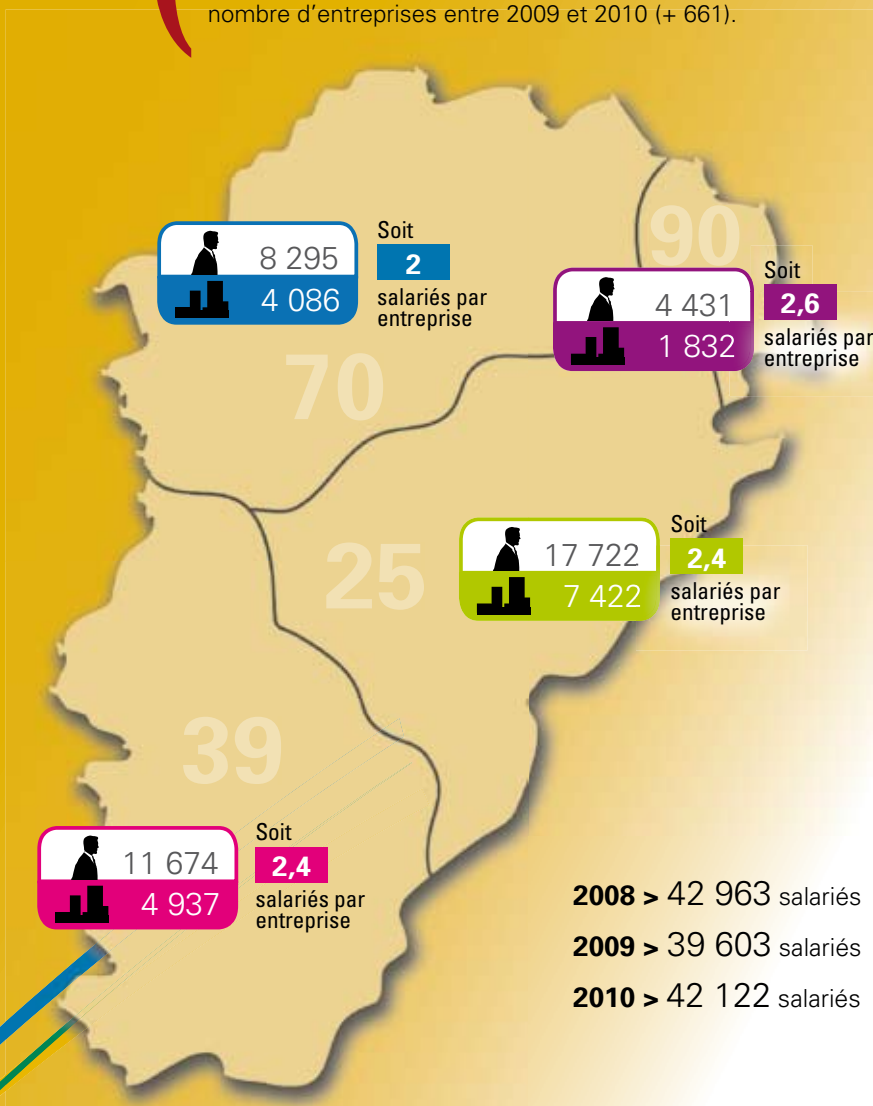 nombre d'entreprises entre 2009 et 2010 (+ 661).
8 295
4 086
Soit
2
salariés par
entreprise
90
4 431
1 832
Soit
2,6
salariés par
entreprise
70
25
17 722
7 422
Soit
2,4
salariés par
entreprise
39
11 674
4 937
Soit
2,4
salariés par
entreprise
2008 > 42 963 salariés
2009 > 39 603 salariés
2010 > 42 122 salariés